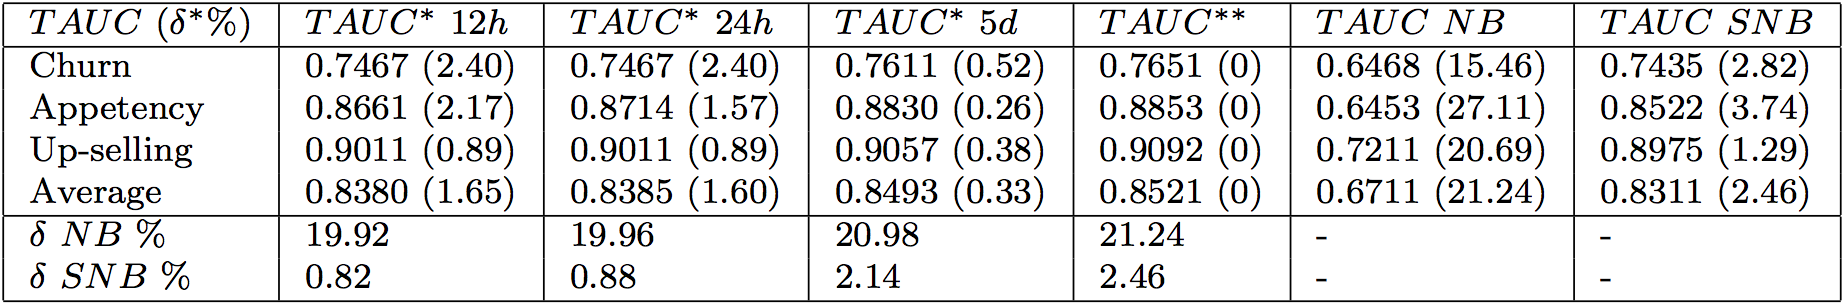 TAUC (δ*%) TAUC* 12h TAUC* 24h TAUC* 5d TAUC** TAUC NB TAUC SNB
Churn 0.7467 (2.40) 0.7467 (2.40) 0.7611 (0.52) 0.7651 (0) 0.6468 (15.46) 0.7435 (2.82)
Appetency 0.8661 (2.17) 0.8714 (1.57) 0.8830 (0.26) 0.8853 (0) 0.6453 (27.11) 0.8522 (3.74)
Up-selling 0.9011 (0.89) 0.9011 (0.89) 0.9057 (0.38) 0.9092 (0) 0.7211 (20.69) 0.8975 (1.29)
Average 0.8380 (1.65) 0.8385 (1.60) 0.8493 (0.33) 0.8521 (0) 0.6711 (21.24) 0.8311 (2.46)
δ NB % 19.92 19.96 20.98 21.24 - -
δ SNB % 0.82 0.88 2.14 2.46 - -